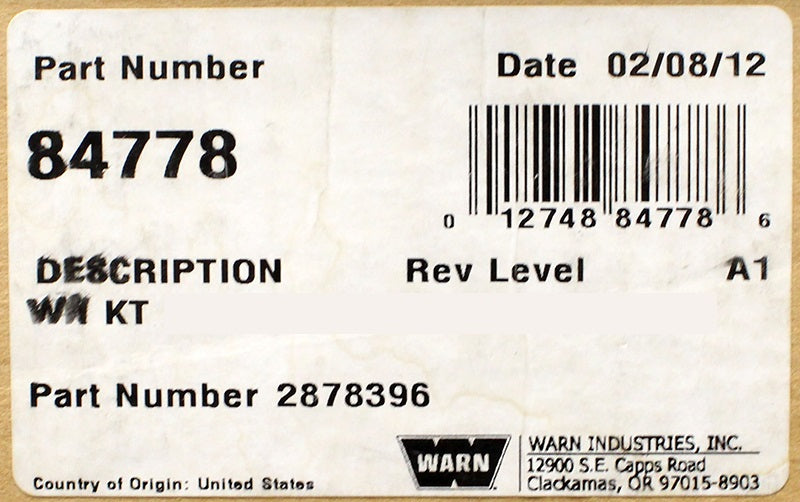 Part Number
Date 02/08/12
84778
0 12748 84778 6
DESCRIPTION
Rev Level A1
KT
Part Number 2878396
WARN
WARN INDUSTRIES, INC.
12900 S.E. Capps Road
Clackamas, OR 97015-8903
Country of Origin: United States